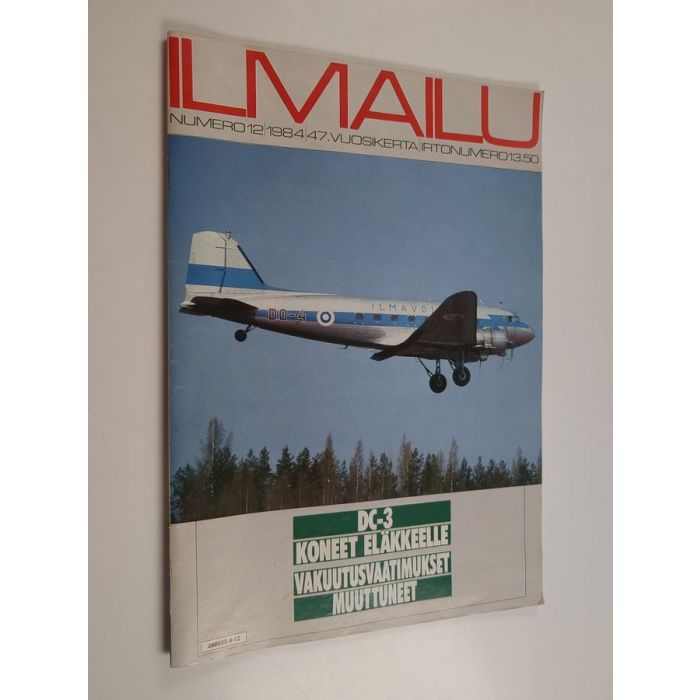 ILMAILU
NUMERO 12/1984/47. VUOSIKERTA/IRTONUMERO 13,50
ILMAVO
DO-4
DC-3
KONEET ELÄKKEELLE
VAKUUTUSVAATIMUKSET
MUUTTUNEET